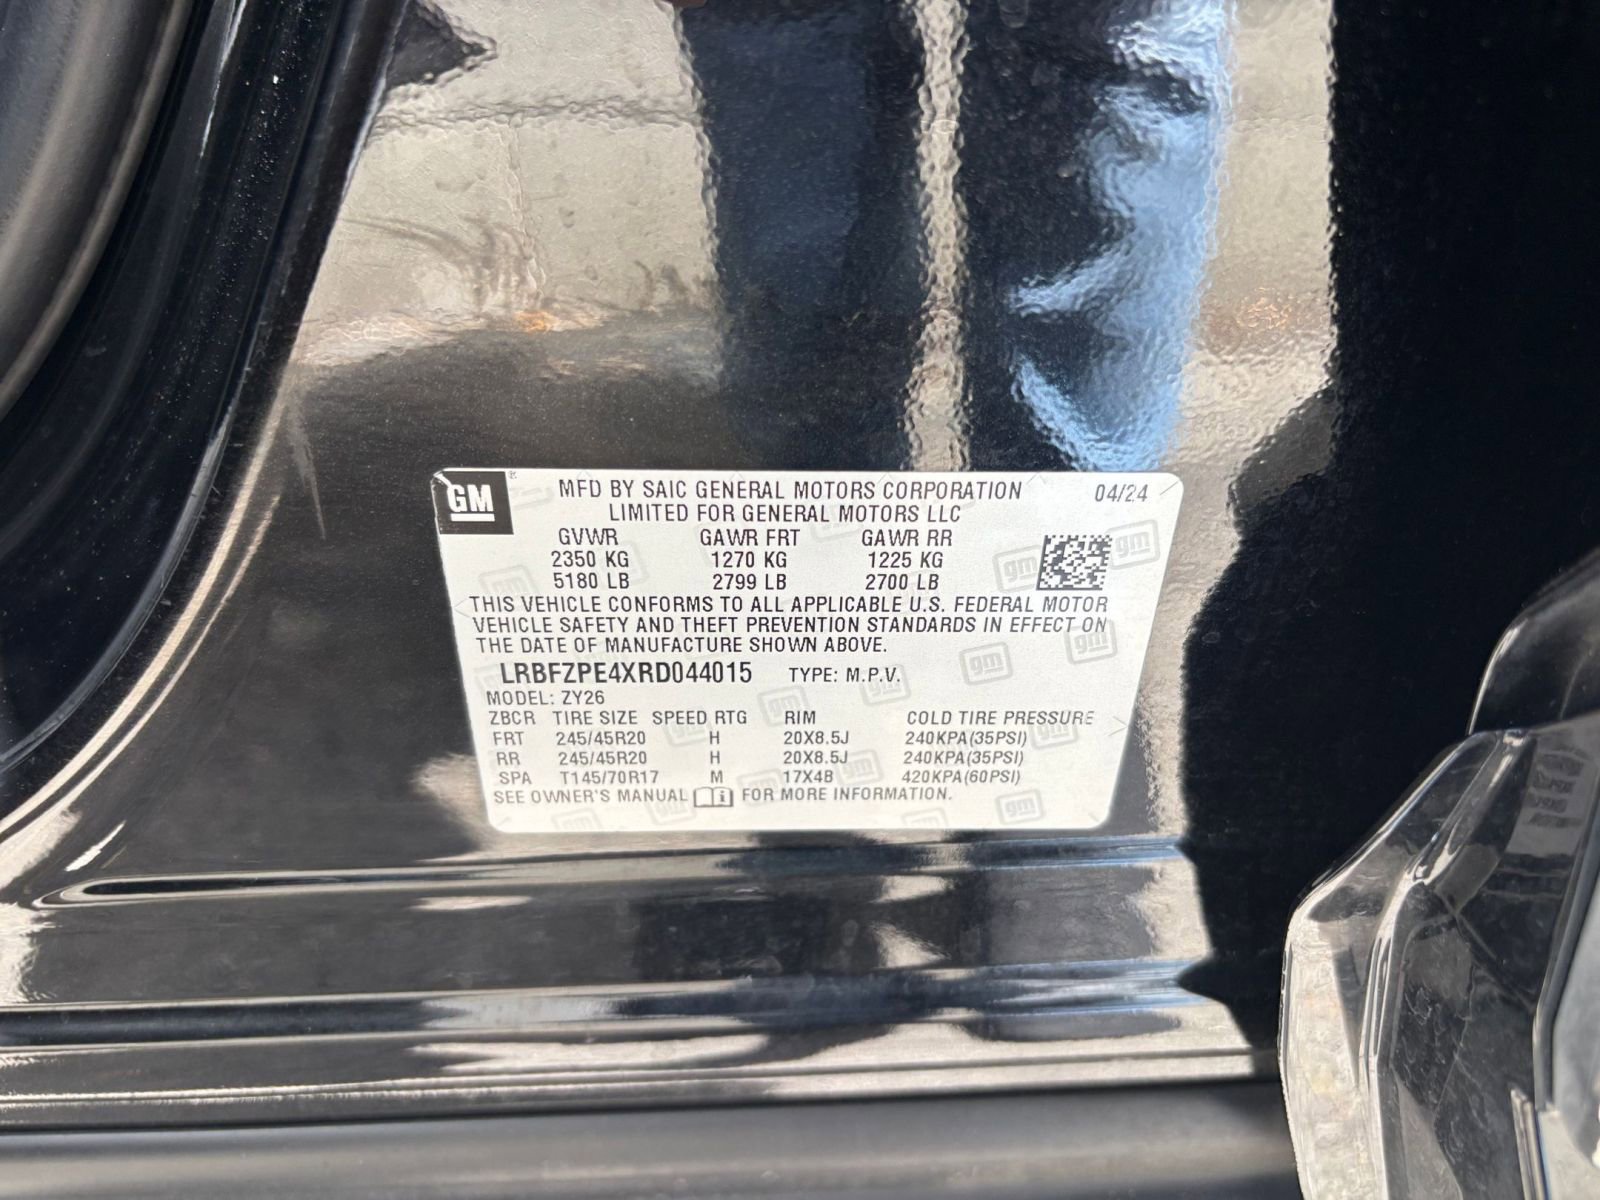 GM ® MFD BY SAIC GENERAL MOTORS CORPORATION 04/24
LIMITED FOR GENERAL MOTORS LLC
GVWR GAWR FRT GAWR RR
2350 KG 1270 KG 1225 KG
5180 LB 2799 LB 2700 LB
THIS VEHICLE CONFORMS TO ALL APPLICABLE U.S. FEDERAL MOTOR
VEHICLE SAFETY AND THEFT PREVENTION STANDARDS IN EFFECT ON
THE DATE OF MANUFACTURE SHOWN ABOVE.
LRBFZPE4XRD044015 TYPE: M.P.V.
MODEL: ZY26
ZBCR TIRE SIZE SPEED RTG RIM COLD TIRE PRESSURE
FRT 245/45R20 H 20X8.5J 240KPA(35PSI)
RR 245/45R20 H 20X8.5J 240KPA(35PSI)
SPA T145/70R17 M 17X4B 420KPA(60PSI)
SEE OWNER'S MANUAL i FOR MORE INFORMATION.